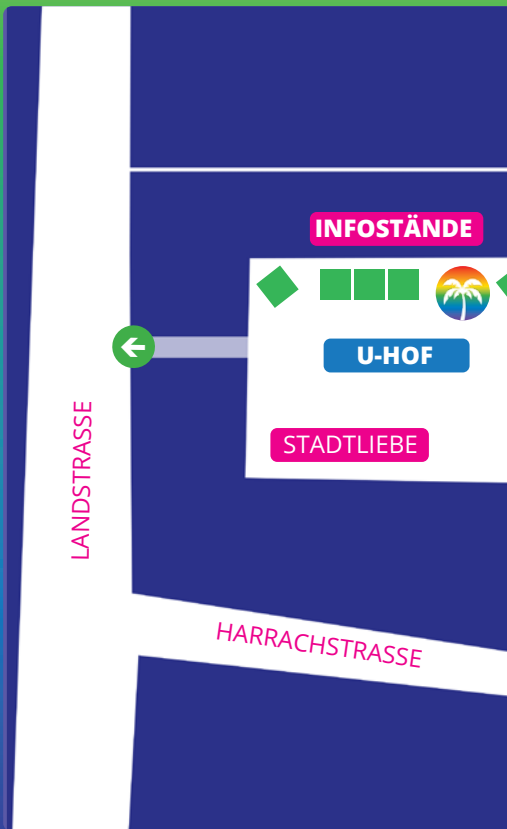 INFOSTÄNDE
U-HOF
STADTLIEBE
LANDSTRASSE
HARRACHSTRASSE